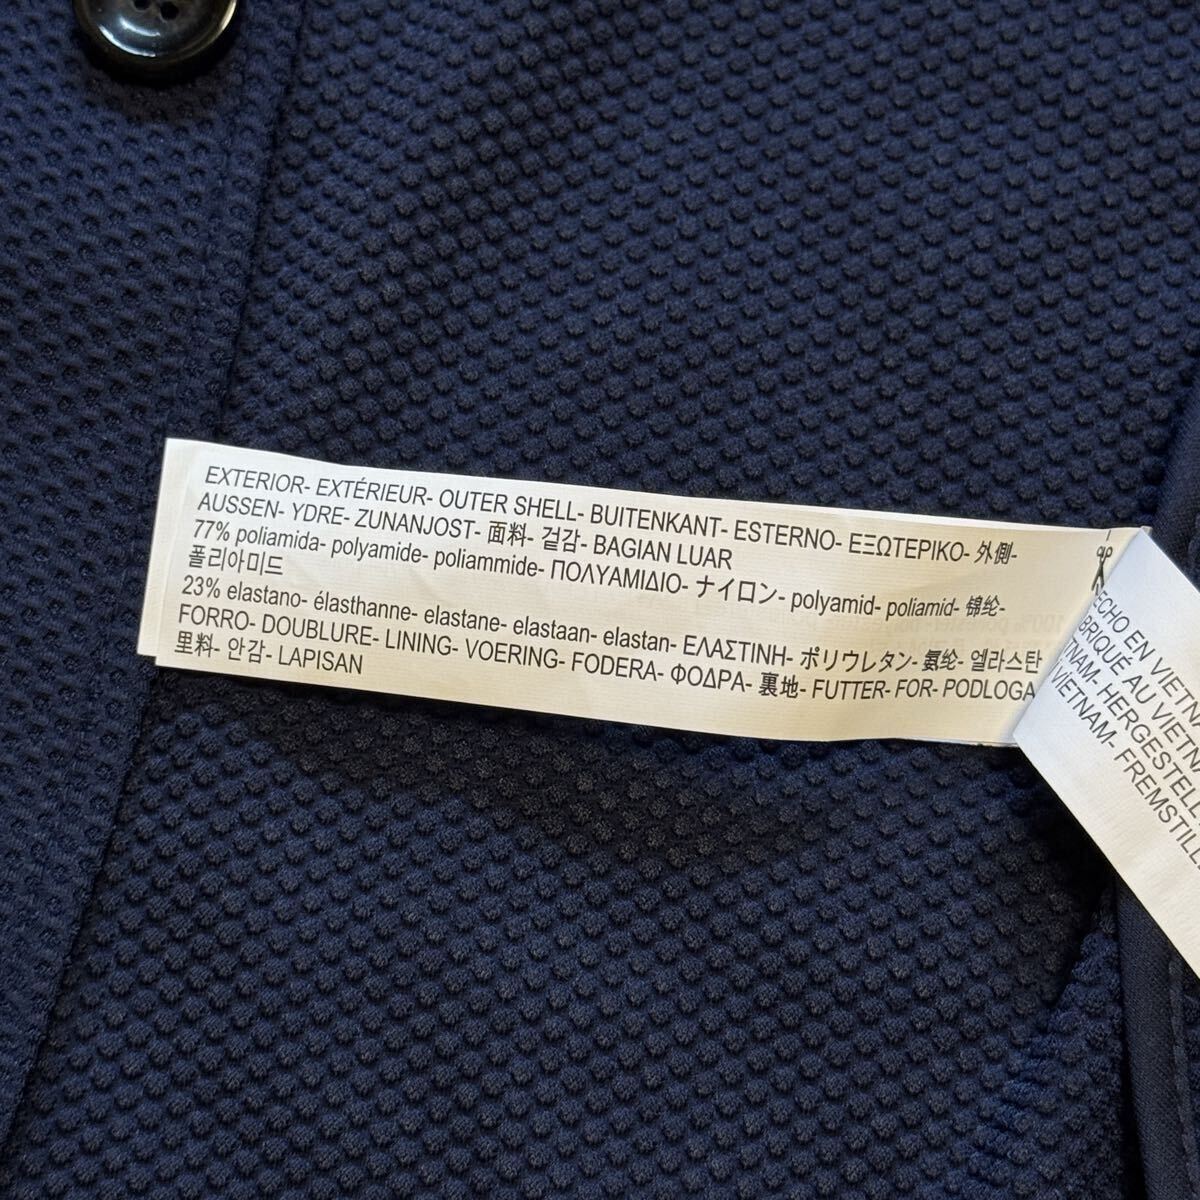 EXTERIOR- EXTÉRIEUR- OUTER SHELL- BUITENKANT- ESTERNO- ΕΞΩΤΕΡΙΚΟ- 外側-
AUSSEN- YDRE- ZUNANJOST- 面料- 겉감- BAGIAN LUAR
77% poliamida- polyamide- poliammide- ΠΟΛΥΑΜΙΔΙΟ- ナイロン- polyamid- poliamid- 锦纶-
폴리아미드
23% elastano- élasthanne- elastane- elastaan- elastan- ΕΛΑΣΤΙΝΗ- ポリウレタン- 氨纶- 엘라스탄
FORRO- DOUBLURE- LINING- VOERING- FODERA- ΦΟΔΡΑ- 裏地- FUTTER- FOR- PODLOGA
里料- 안감- LAPISAN
ECHO EN VIETN
BRIQUÉ AU VIETNA
TNAM- HERGESTELL
VIETNAM- FREMSTILL